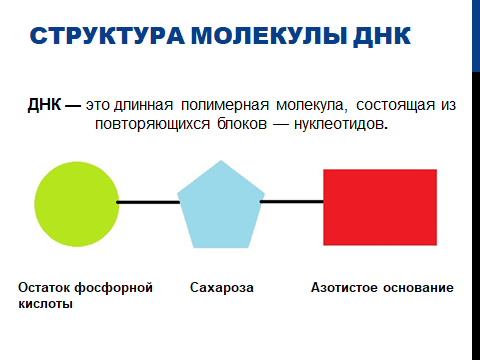 СТРУКТУРА МОЛЕКУЛЫ ДНК
ДНК — это длинная полимерная молекула, состоящая из
повторяющихся блоков — нуклеотидов.
Остаток фосфорной
кислоты
Сахароза
Азотистое основание